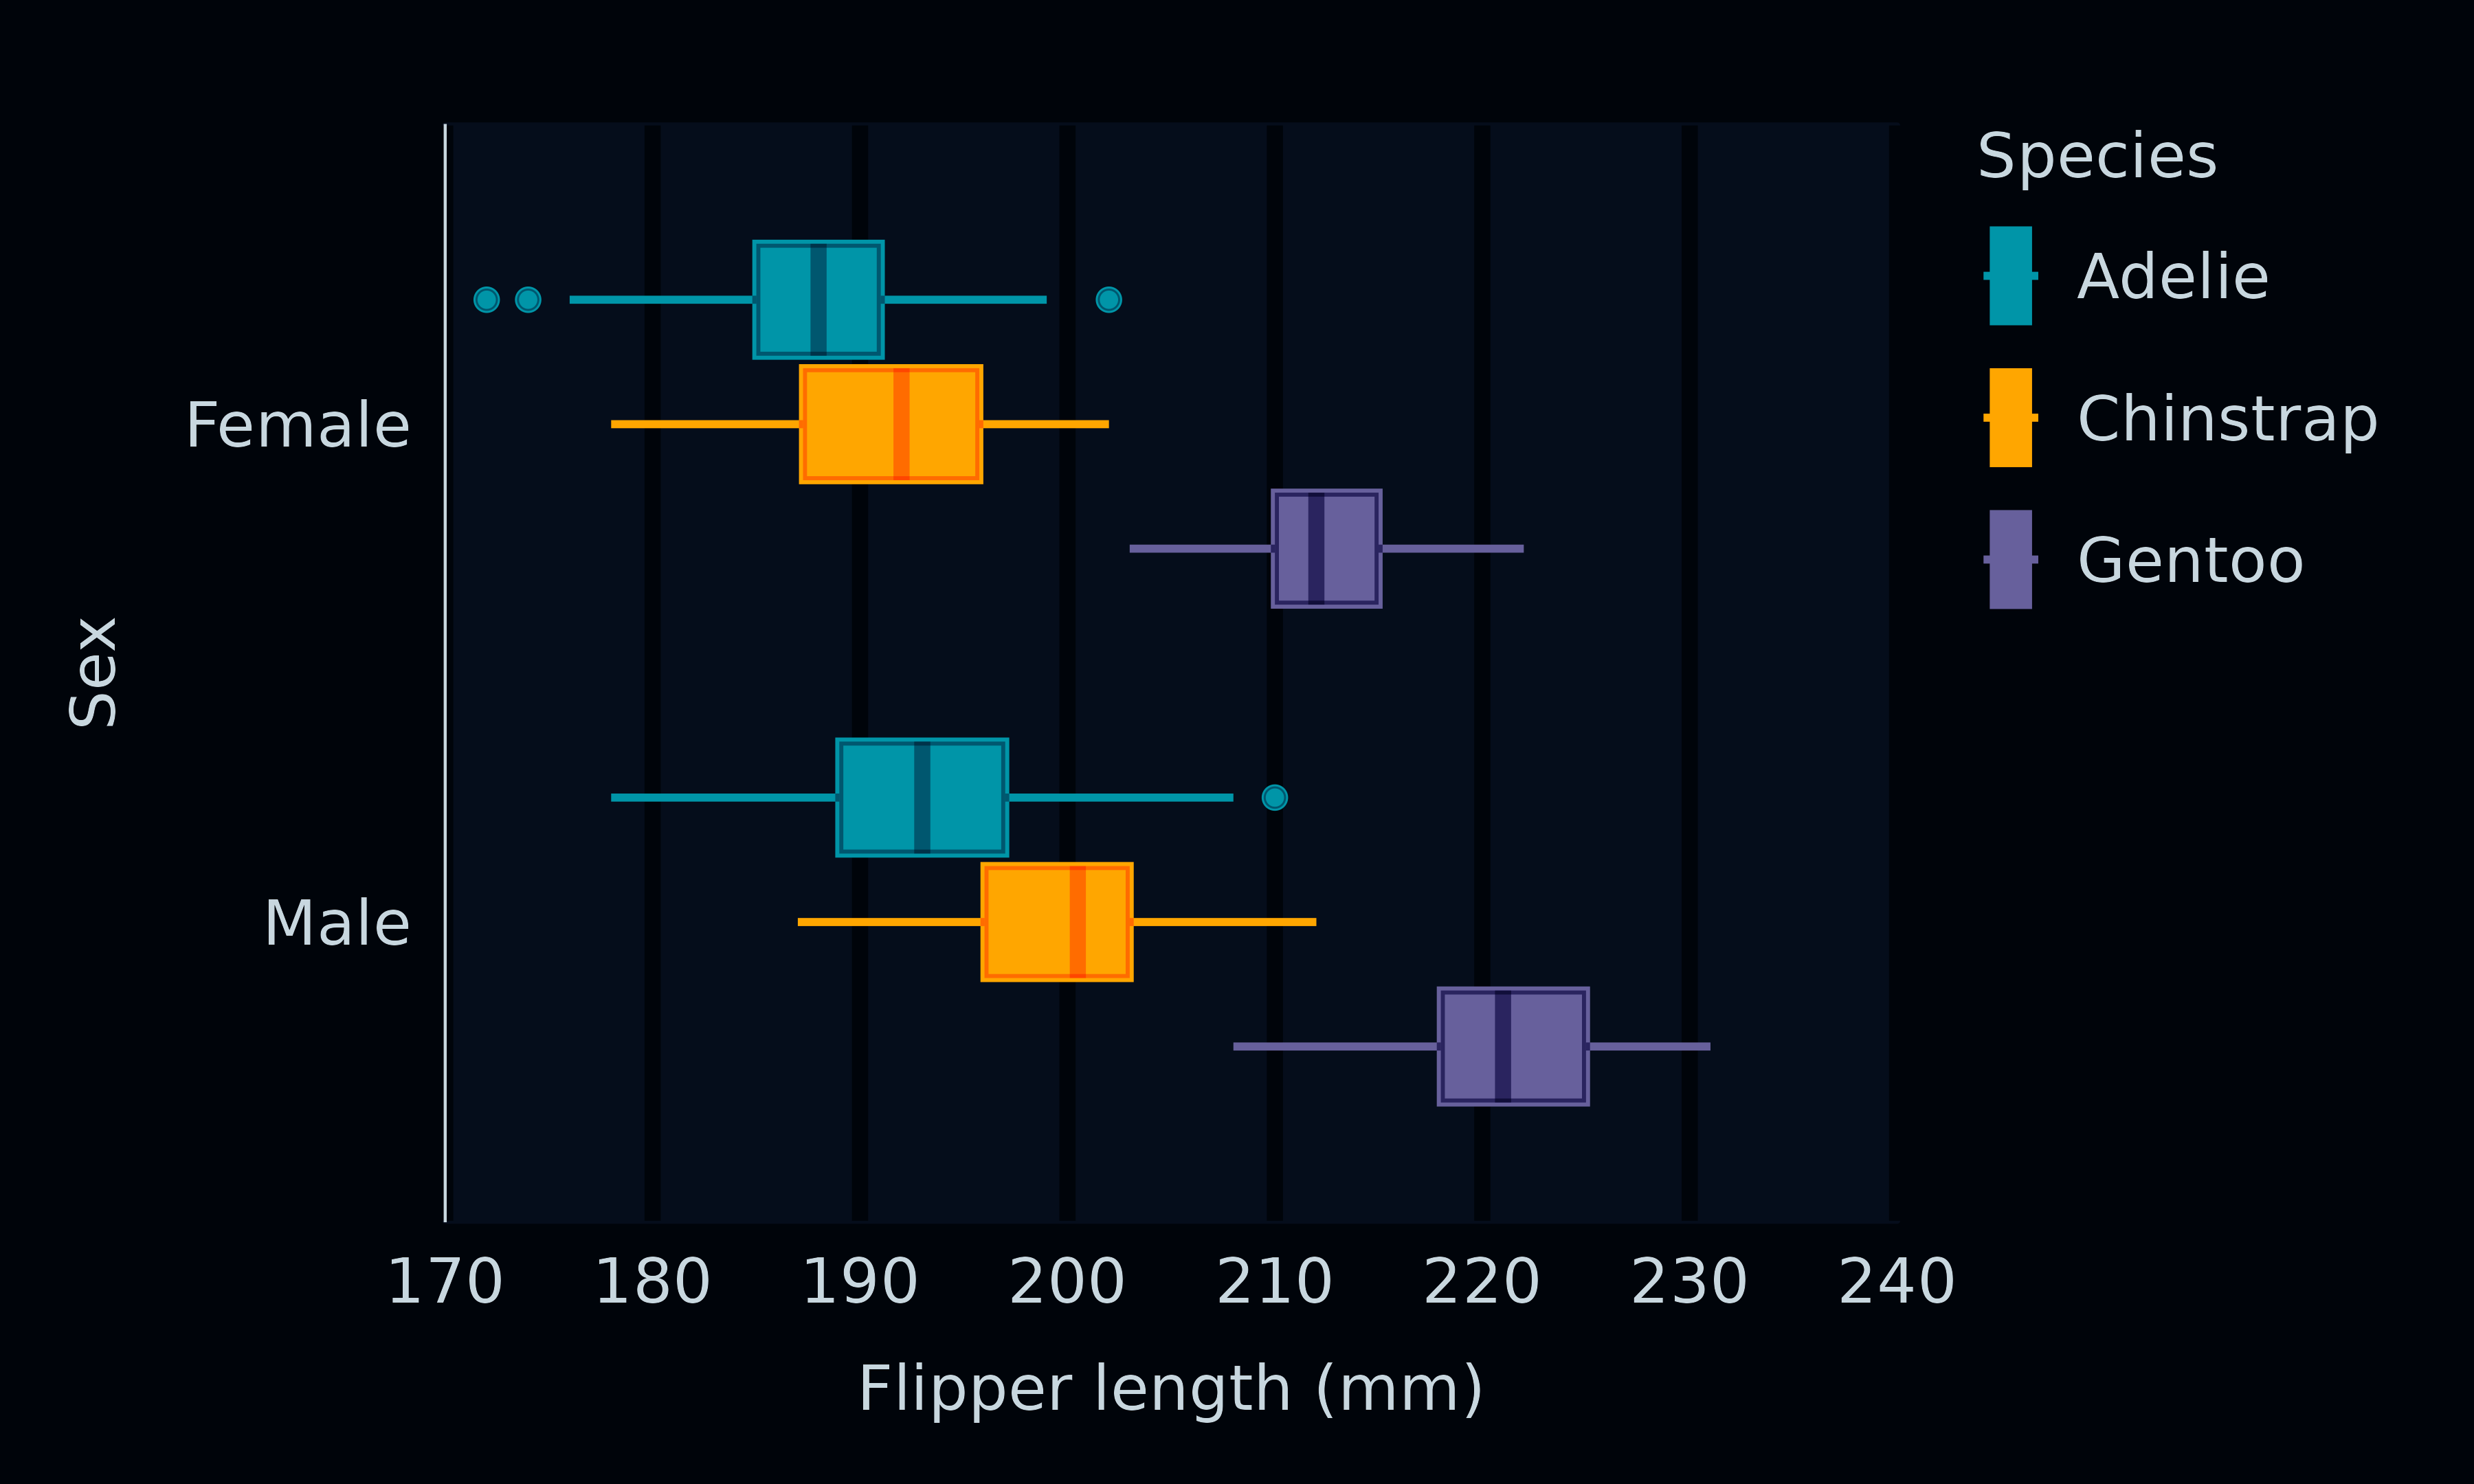 Species
Adelie
Chinstrap
Gentoo
Sex
Female
Male
170 180 190 200 210 220 230 240
Flipper length (mm)